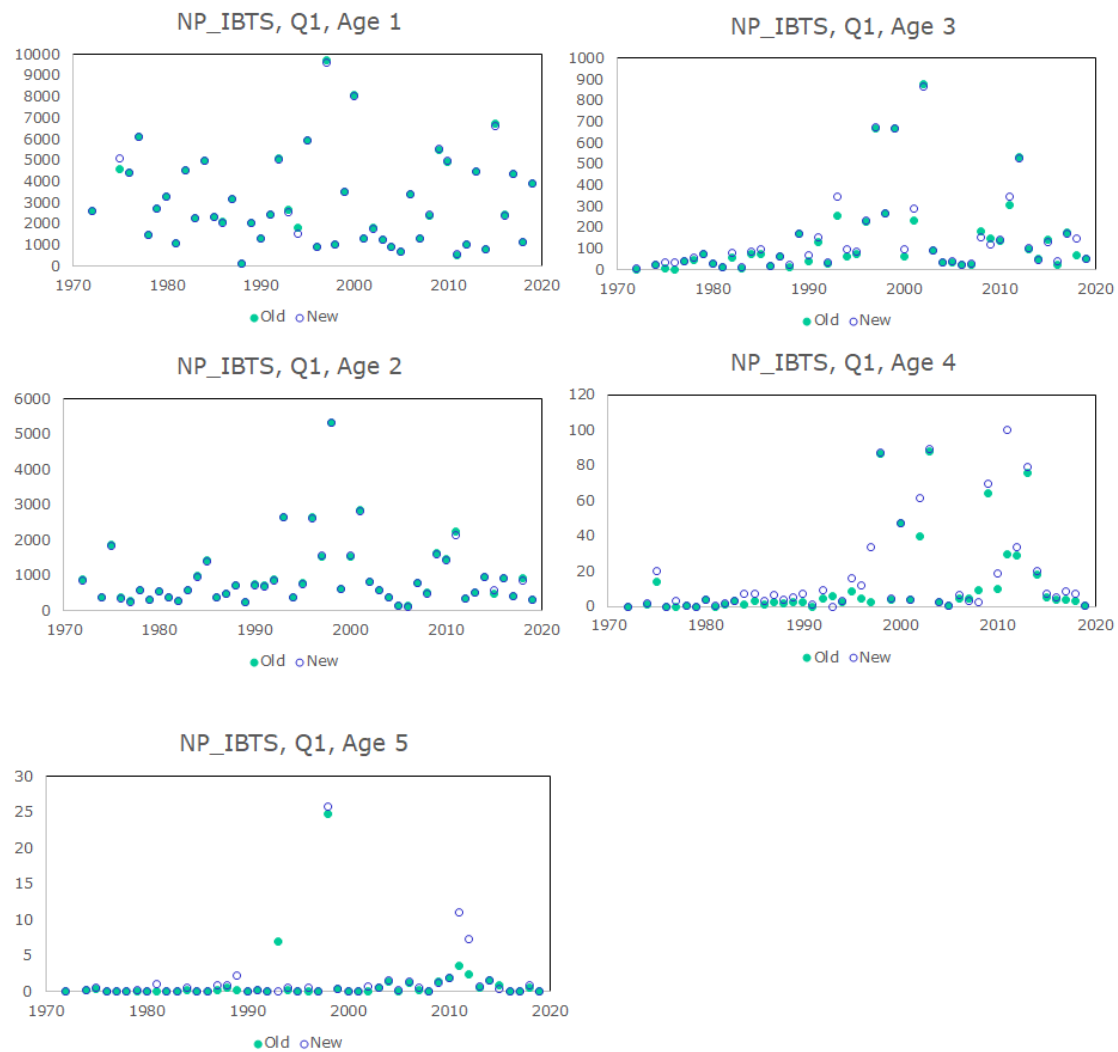 NP_IBTS, Q1, Age 1
10000
9000
8000
7000
6000
5000
4000
3000
2000
1000
0
1970 1980 1990 2000 2010 2020
Old New
NP_IBTS, Q1, Age 3
1000
900
800
700
600
500
400
300
200
100
0
1970 1980 1990 2000 2010 2020
Old New
NP_IBTS, Q1, Age 2
6000
5000
4000
3000
2000
1000
0
1970 1980 1990 2000 2010 2020
Old New
NP_IBTS, Q1, Age 4
120
100
80
60
40
20
0
1970 1980 1990 2000 2010 2020
Old New
NP_IBTS, Q1, Age 5
30
25
20
15
10
5
0
1970 1980 1990 2000 2010 2020
Old New